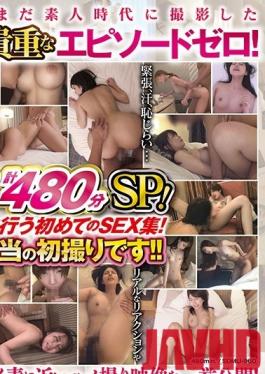 まだ素人時代に撮影した
貴重な
エピソードゼロ!
緊張、汗、恥じらい…
計480分SP!
行う初めてのSEX集!
当の初撮りです!!
リアルなリアクション
JAVHD